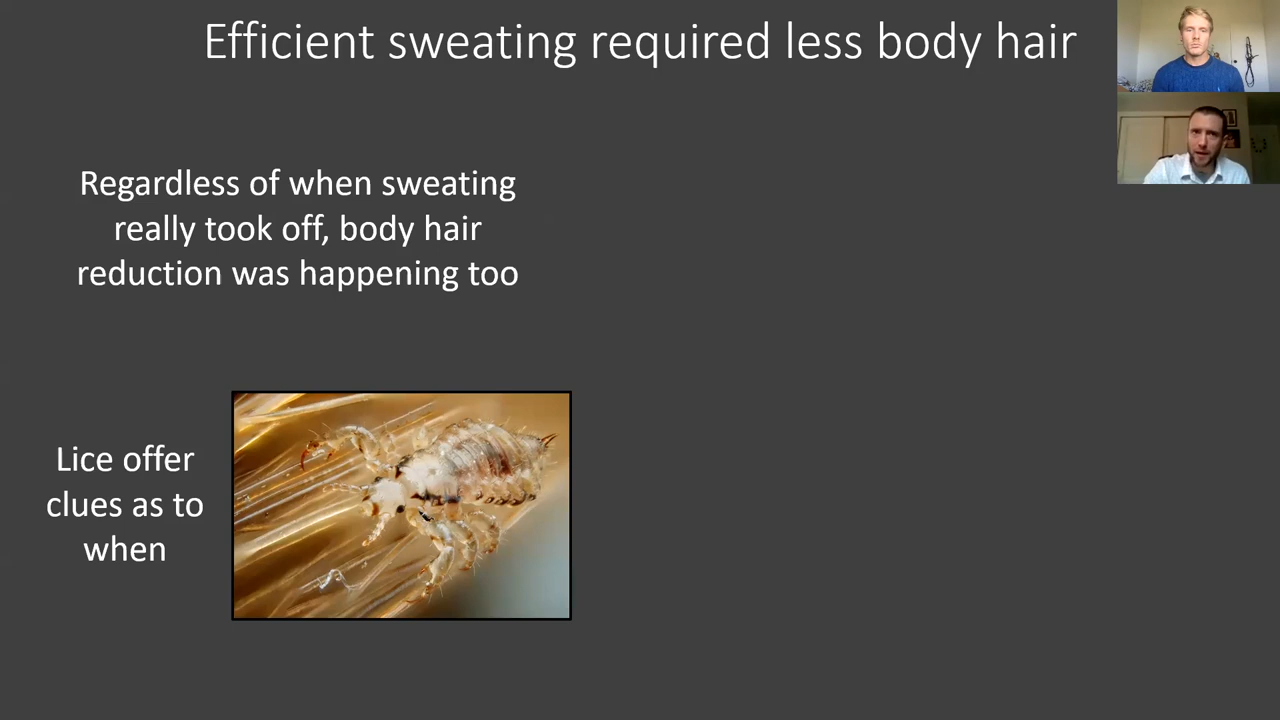 Efficient sweating required less body hair
Regardless of when sweating
really took off, body hair
reduction was happening too
Lice offer
clues as to
when